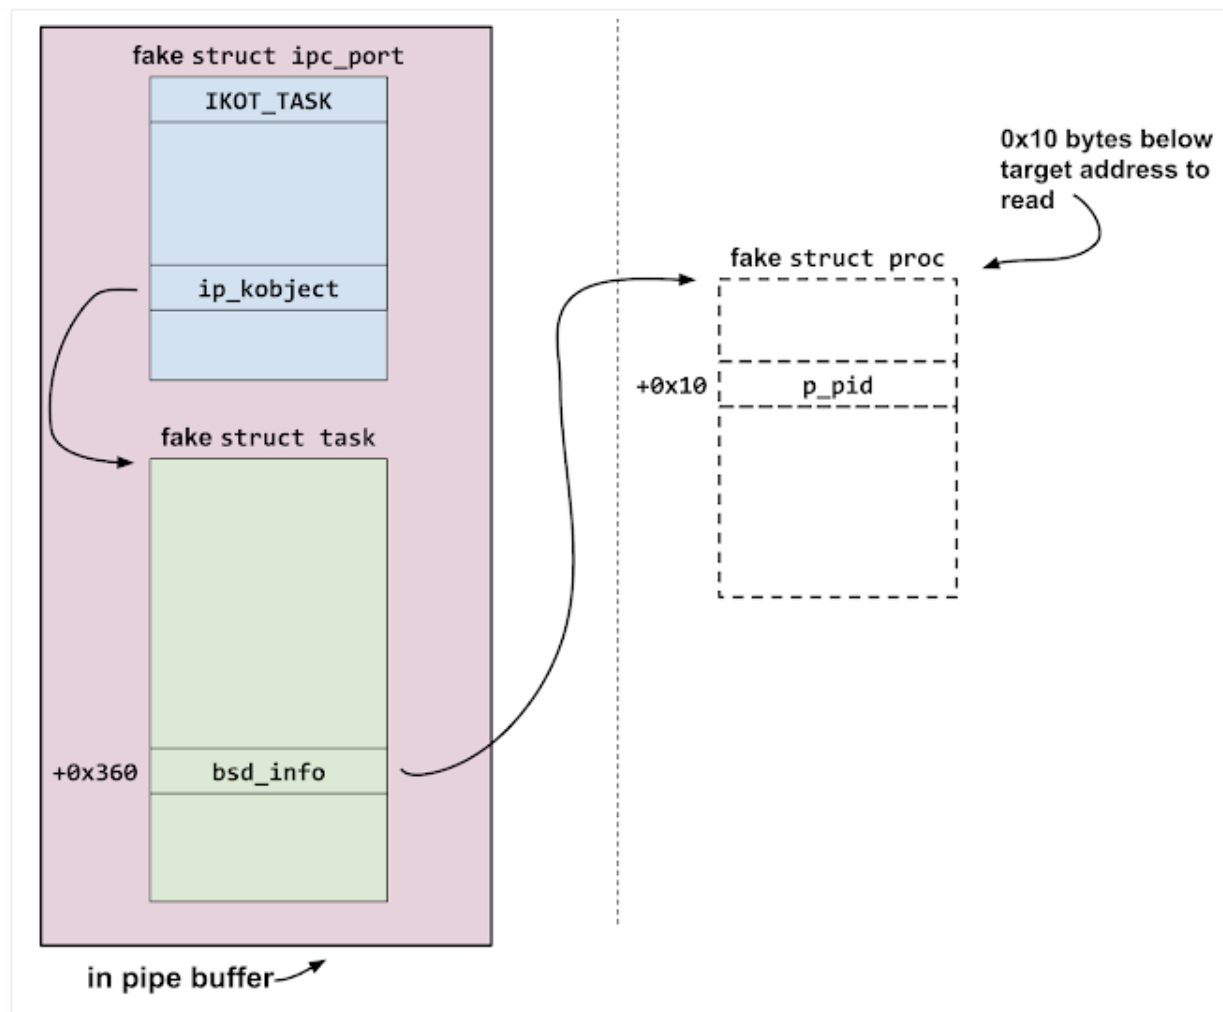 fake struct ipc_port
IKOT_TASK
ip_kobject
fake struct task
+0x360
bsd_info
in pipe buffer
0x10 bytes below
target address to
read
fake struct proc
+0x10
p_pid